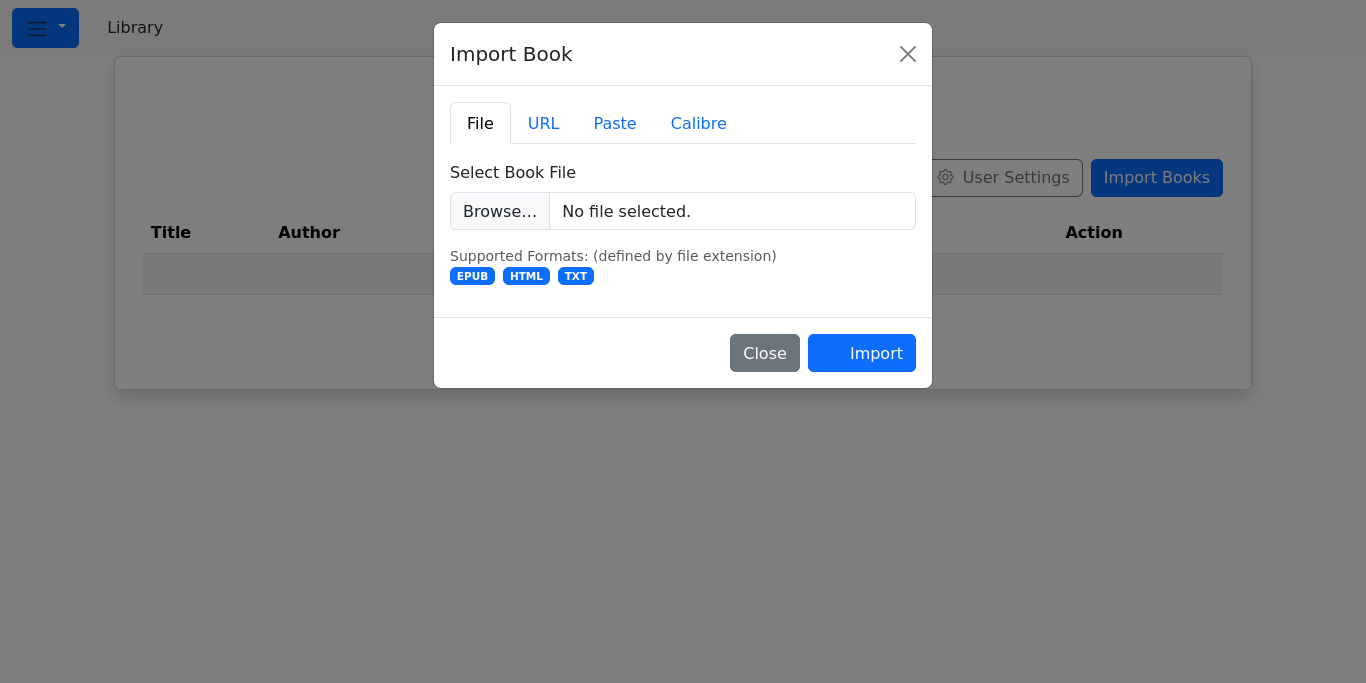 Library
Import Book
File URL Paste Calibre
Select Book File
Browse... No file selected.
Supported Formats: (defined by file extension)
EPUB HTML TXT
Close Import
User Settings Import Books
Title Author Action